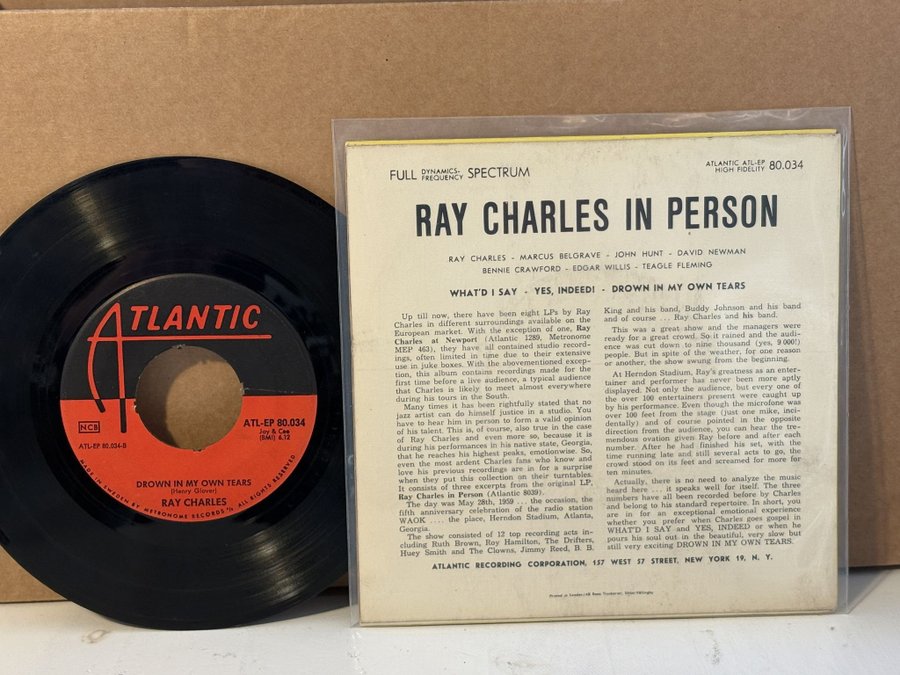 ATLANTIC
NCB
ATL-EP 80.034-B
ATL-EP 80.034
Jay & Cee
(BMI) 6,12
DROWN IN MY OWN TEARS
(Henry Glover)
RAY CHARLES
MADE IN SWEDEN BY METRONOME RECORDS ALL RIGHTS RESERVED
FULL DYNAMICS-FREQUENCY SPECTRUM
ATLANTIC ATL-EP
HIGH FIDELITY 80.034
RAY CHARLES IN PERSON
RAY CHARLES - MARCUS BELGRAVE - JOHN HUNT - DAVID NEWMAN
BENNIE CRAWFORD - EDGAR WILLIS - TEAGLE FLEMING
WHAT'D I SAY - YES, INDEED! - DROWN IN MY OWN TEARS
Up till now, there have been eight LPs by Ray
Charles in different surroundings available on the
European market. With the exception of one, Ray
Charles at Newport (Atlantic 1289, Metronome
MEP 463), they have all contained studio record-
ings, often limited in time due to their extensive
use in juke boxes. With the abovementioned excep-
tion, this album contains recordings made for the
first time before a live audience, a typical audience
that Charles is likely to meet almost everywhere
during his tours in the South.
Many times it has been rightfully stated that no
jazz artist can do himself justice in a studio. You
have to hear him in person to form a valid opinion
of his talent. This is, of course, also true in the case
of Ray Charles and even more so, because it is
during his performances in his native state, Georgia,
that he reaches his highest peaks, emotionwise. So,
even the most ardent Charles fans who know and
love his previous recordings are in for a surprise
when they put this collection on their turntables.
It consists of three excerpts from the original LP,
Ray Charles in Person (Atlantic 8039).
The day was May 28th, 1959 ... the occasion, the
fifth anniversary celebration of the radio station
WAOK .... the place, Herndon Stadium, Atlanta,
Georgia.
The show consisted of 12 top recording acts in-
cluding Ruth Brown, Roy Hamilton, The Drifters,
Huey Smith and The Clowns, Jimmy Reed, B. B.
King and his band, Buddy Johnson and his band
and of course ... Ray Charles and his band.
This was a great show and the managers were
ready for a great crowd. So it rained and the audi-
ence was cut down to nine thousand (yes, 9.000!)
people. But in spite of the weather, for one reason
or another, the show swung from the beginning.
At Herndon Stadium, Ray's greatness as an enter-
tainer and performer has never been more aptly
displayed. Not only the audience, but every one of
the over 100 entertainers present were caught up
by his performance. Even though the microphone was
over 100 feet from the stage (just one mike, inci-
dentally) and of course pointed in the opposite
direction from the audience, you can hear the tre-
mendous ovation given Ray before and after each
number. After he had finished his set, with the
time running late and still several acts to go, the
crowd stood on its feet and screamed for more for
ten minutes.
Actually, there is no need to analyze the music
heard here ... it speaks well for itself. The three
numbers have all been recorded before by Charles
and belong to his standard repertoire. In short, you
are in for an exceptional emotional experience
whether you prefer when Charles goes gospel in
WHAT'D I SAY and YES, INDEED or when he
pours his soul out in the beautiful, very slow but
still very exciting DROWN IN MY OWN TEARS.
ATLANTIC RECORDING CORPORATION, 157 WEST 57 STREET, NEW YORK 19, N. Y.